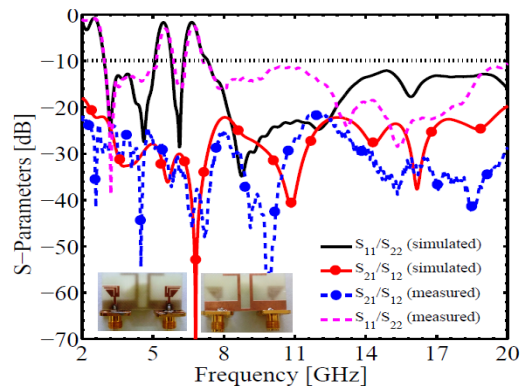 −10
−20
−30
−40
−50
−60
−70
S−Parameters [dB]
S11/S22 (simulated)
S21/S12 (simulated)
S21/S12 (measured)
S11/S22 (measured)
2 5 8 11 14 17 20
Frequency [GHz]